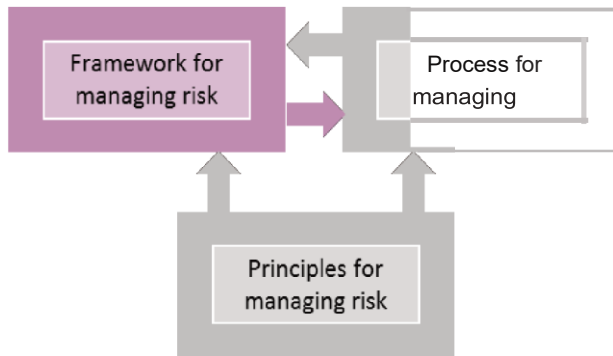 Framework for
managing risk
Process for
managing
Principles for
managing risk